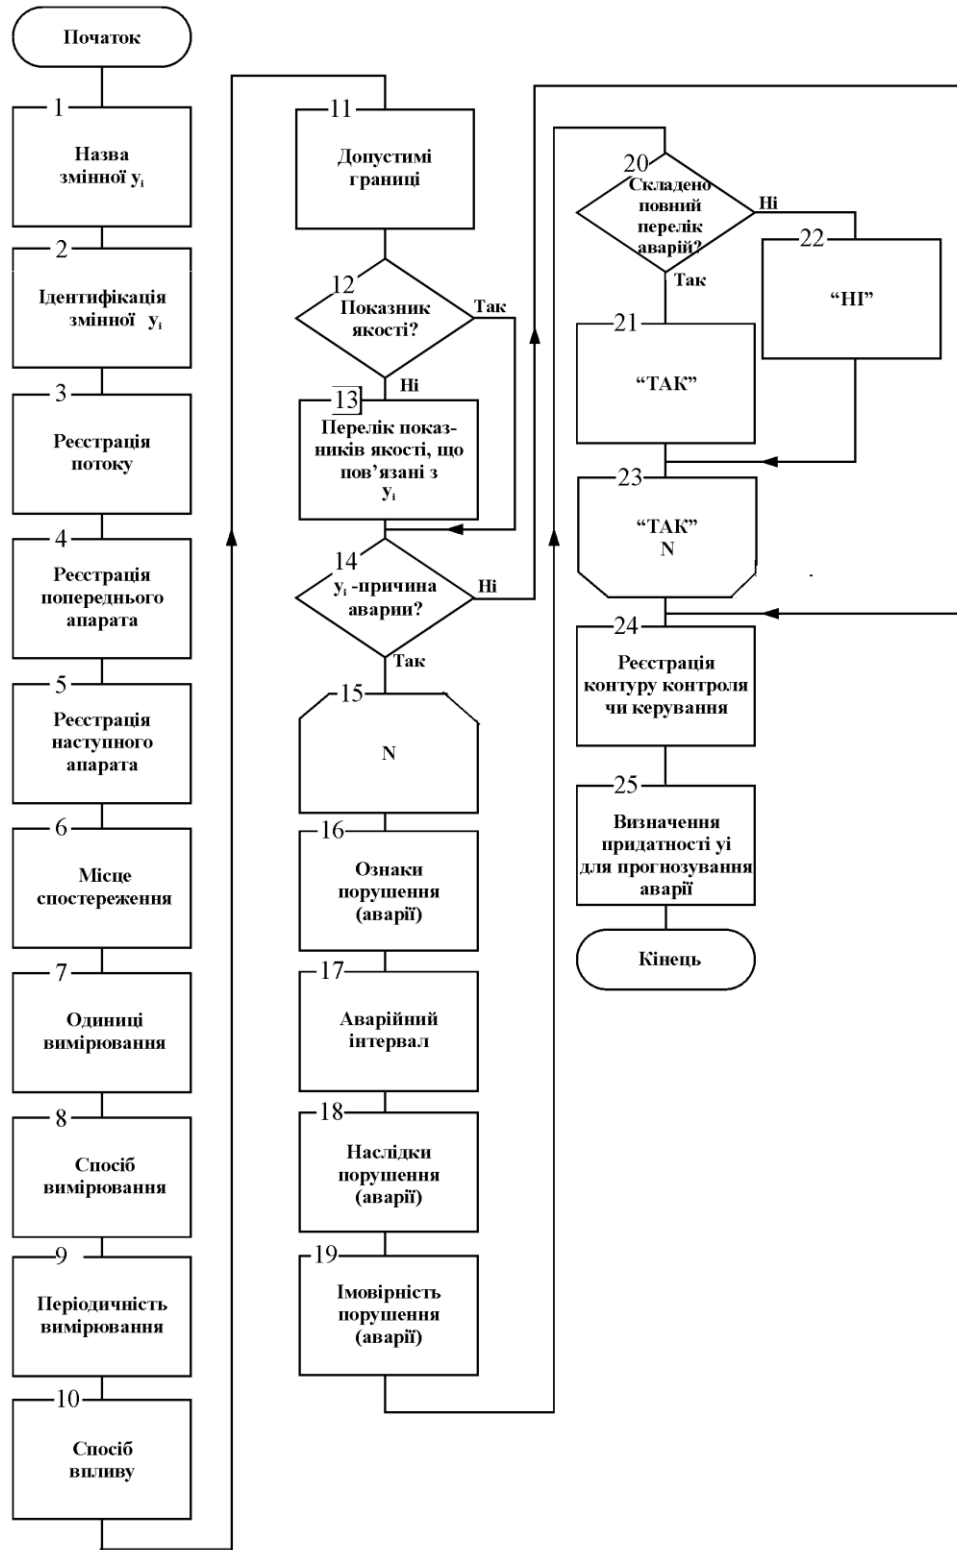 Початок
1
Назва
змінної yᵢ
2
Ідентифікація
змінної yᵢ
3
Реєстрація
потоку
4
Реєстрація
попереднього
апарата
5
Реєстрація
наступного
апарата
6
Місце
спостереження
7
Одиниці
вимірювання
8
Спосіб
вимірювання
9
Періодичність
вимірювання
10
Спосіб
впливу
11
Допустимі
границі
12
Показник
якості?
Так
Ні
13
Перелік показ-
ників якості, що
пов’язані з
yᵢ
14
yᵢ -причина
аварии?
Ні
Так
15
N
16
Ознаки
порушення
(аварії)
17
Аварійний
інтервал
18
Наслідки
порушення
(аварії)
19
Імовірність
порушення
(аварії)
20
Складено
повний
перелік
аварій?
Ні
Так
21
“ТАК”
22
“НІ”
23
“ТАК”
N
24
Реєстрація
контуру контроля
чи керування
25
Визначення
придатності yi
для прогнозування
аварії
Кінець